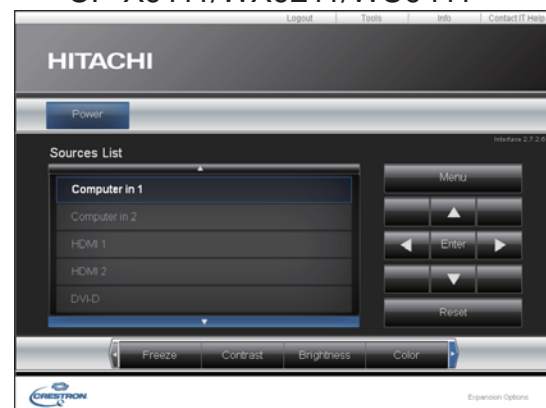 Logout Tools Info Contact IT Help
HITACHI
Power
Interface 2.7.2.6
Sources List
Computer in 1
Computer in 2
HDMI 1
HDMI 2
DVI-D
Menu
Enter
Reset
Freeze Contrast Brightness Color
CRESTRON
Expansion Options